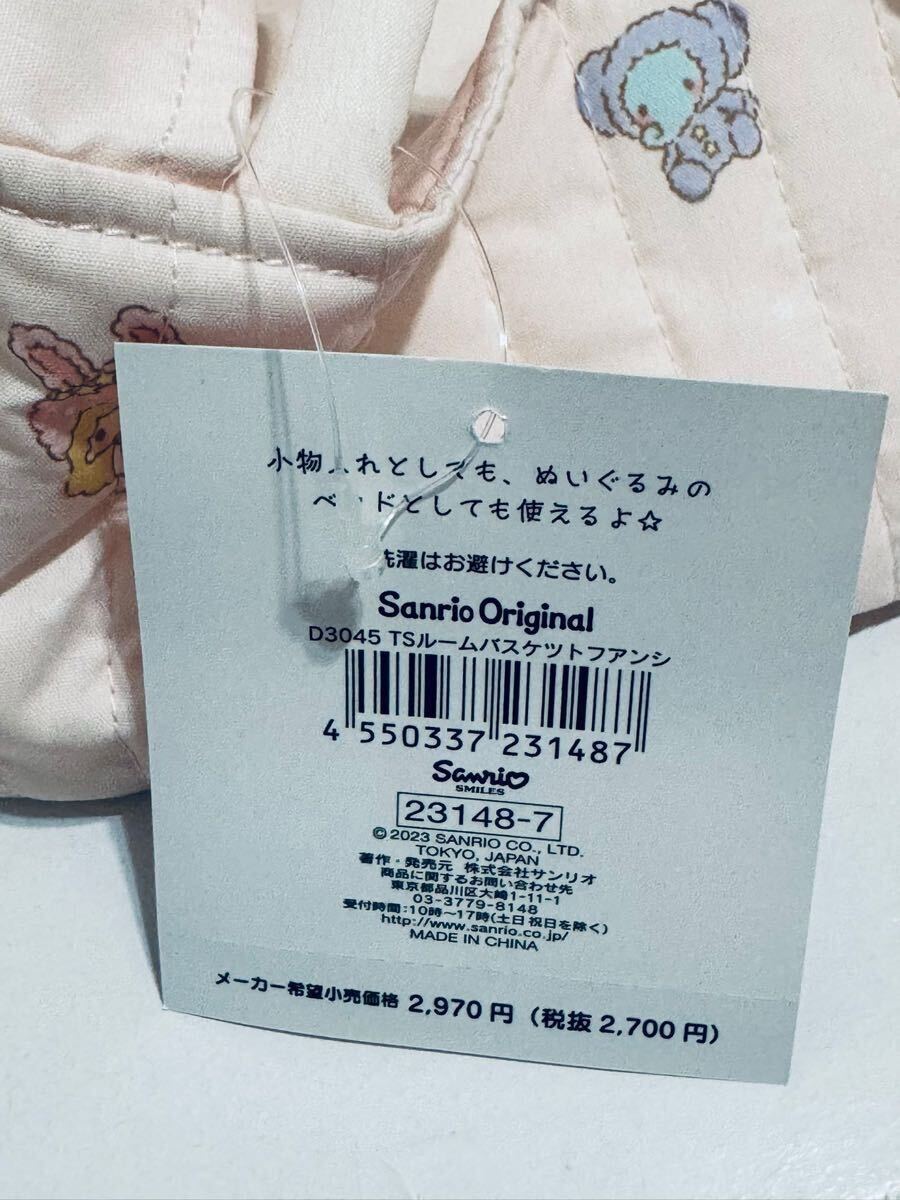 小物入れとしても、ぬいぐるみの
ベッドとしても使えるよ☆
洗濯はお避けください。
Sanrio Original
D3045 TSルームバスケツトフアンシ
4 550337 231487
Sanrio
SMILES
23148-7
©2023 SANRIO CO., LTD.
TOKYO, JAPAN
著作・発売元 株式会社サンリオ
商品に関するお問い合わせ先
東京都品川区大崎1-11-1
03-3779-8148
受付時間:10時～17時(土日祝日を除く)
http://www.sanrio.co.jp/
MADE IN CHINA
メーカー希望小売価格 2,970円（税抜2,700円）